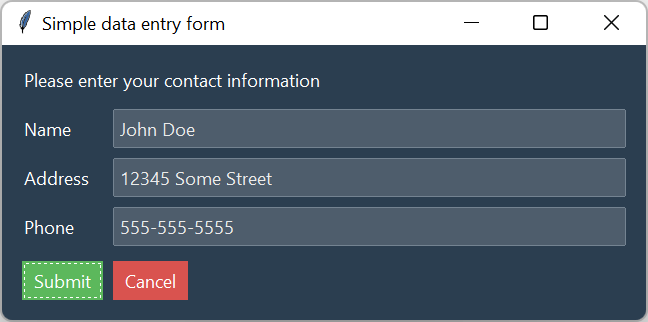 Simple data entry form
Please enter your contact information
Name John Doe
Address 12345 Some Street
Phone 555-555-5555
Submit Cancel